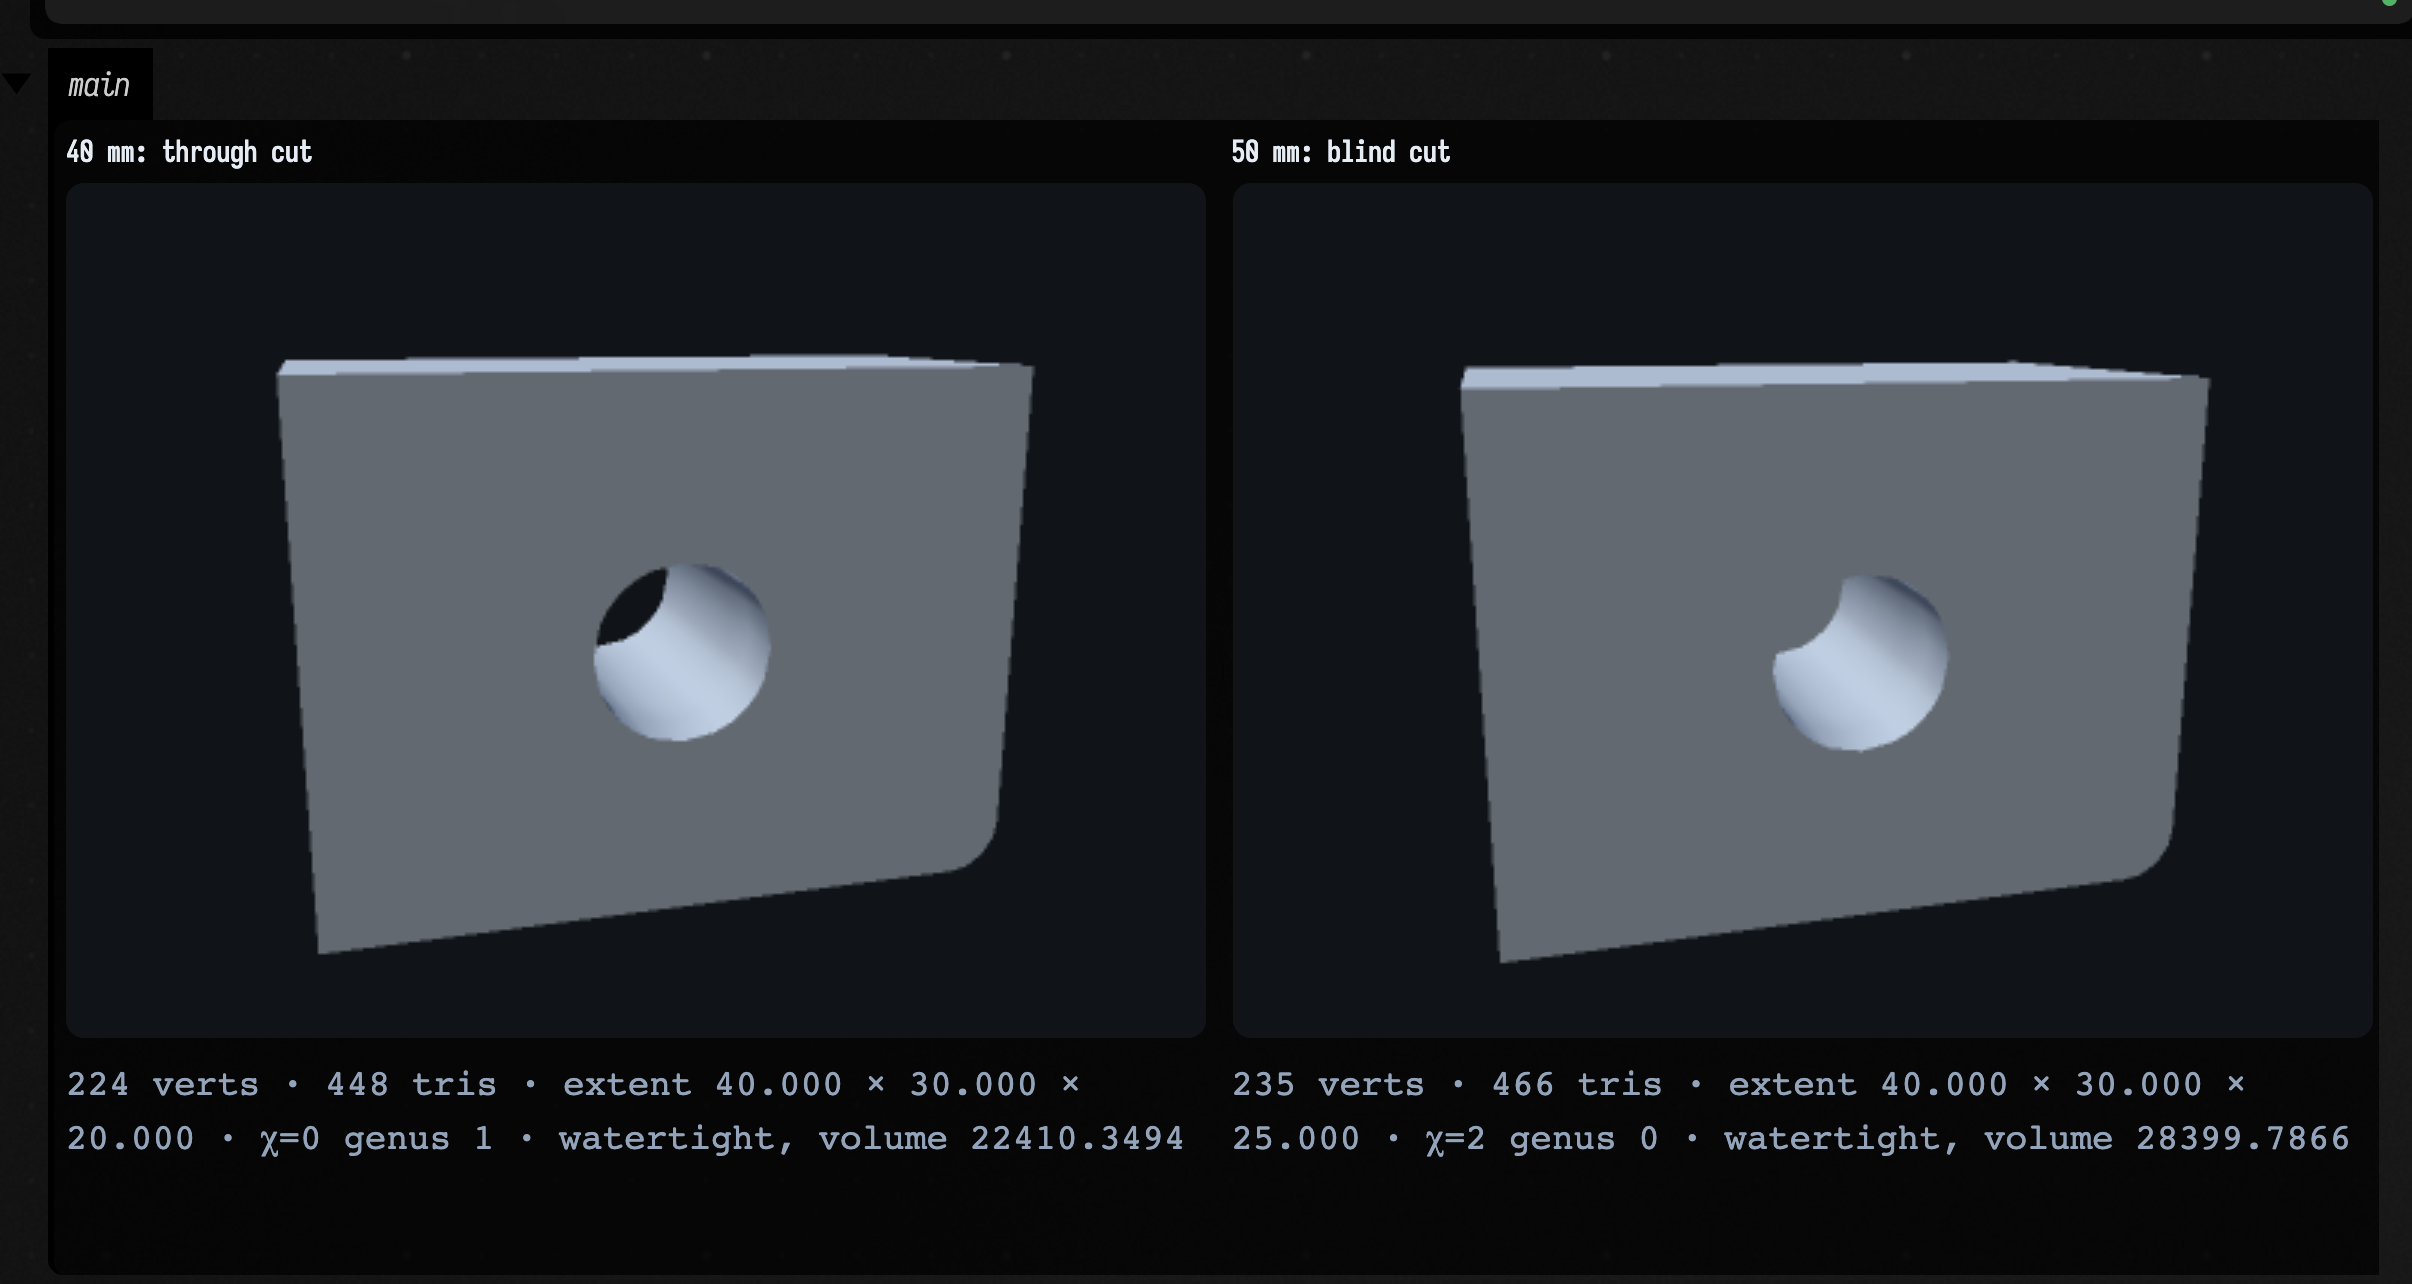 main
40 mm: through cut
50 mm: blind cut
224 verts · 448 tris · extent 40.000 × 30.000 ×
20.000 · χ=0 genus 1 · watertight, volume 22410.3494
235 verts · 466 tris · extent 40.000 × 30.000 ×
25.000 · χ=2 genus 0 · watertight, volume 28399.7866